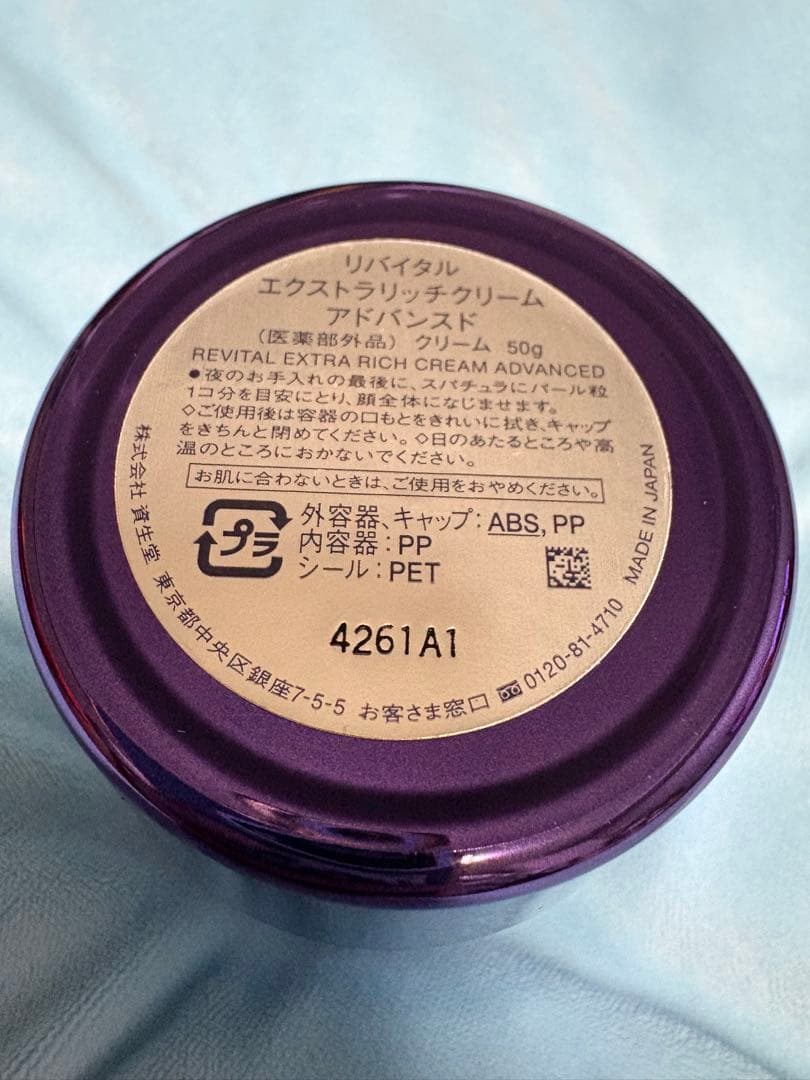 リバイタル
エクストラリッチクリーム
アドバンスド
(医薬部外品) クリーム 50g
REVITAL EXTRA RICH CREAM ADVANCED
●夜のお手入れの最後に、スパチュラにパール粒
1コ分を目安にとり、顔全体になじませます。
◇ご使用後は容器の口もとをきれいに拭き、キャップ
をきちんと閉めてください。◇日のあたるところや高
温のところにおかないでください。
お肌に合わないときは、ご使用をおやめください。
プラ
外容器、キャップ:ABS, PP
内容器:PP
シール:PET
4261A1
株式会社 資生堂 東京都中央区銀座7-5-5 お客さま窓口 0120-81-4710 MADE IN JAPAN